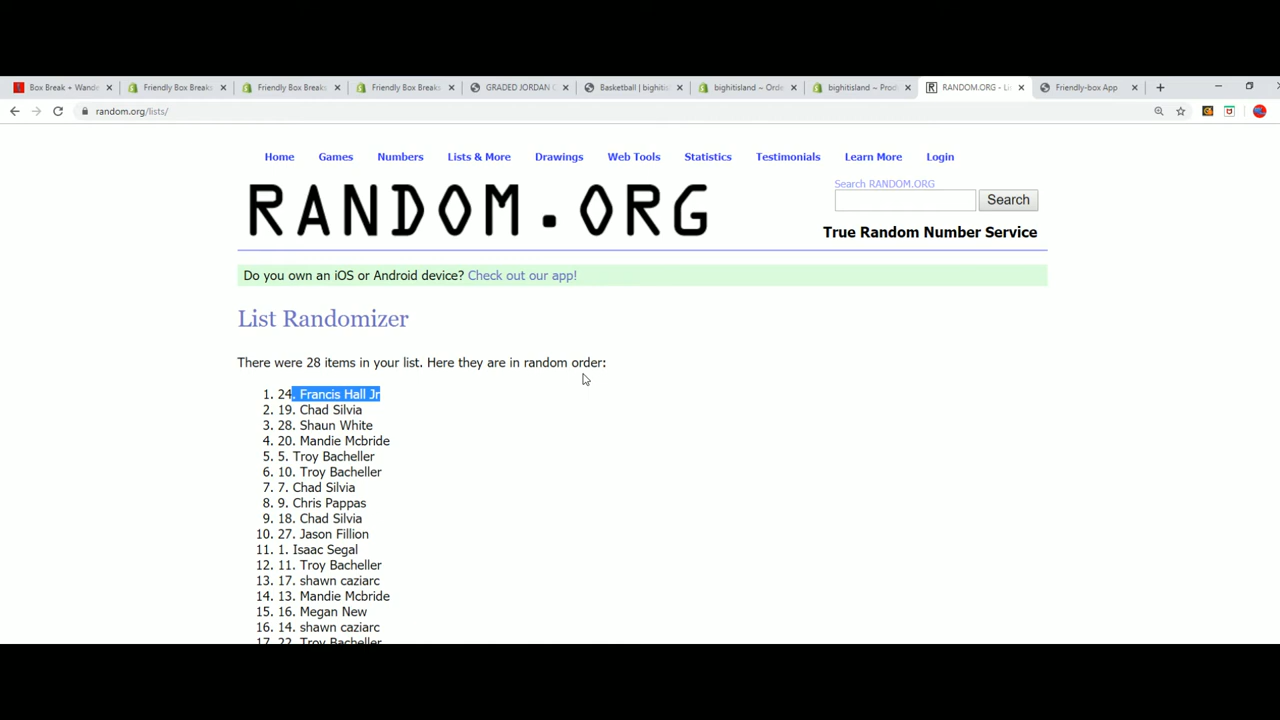 Box Break + Wande
Friendly Box Breaks
Friendly Box Breaks
Friendly Box Breaks
GRADED JORDAN
Basketball | bighitis
bighitisland ~ Orde
bighitisland ~ Prod
RANDOM.ORG - Li
Friendly-box App
random.org/lists/
Home Games Numbers Lists & More Drawings Web Tools Statistics Testimonials Learn More Login
RANDOM.ORG
Search RANDOM.ORG
Search
True Random Number Service
Do you own an iOS or Android device? Check out our app!
List Randomizer
There were 28 items in your list. Here they are in random order:
1. 24. Francis Hall Jr
2. 19. Chad Silvia
3. 28. Shaun White
4. 20. Mandie Mcbride
5. 5. Troy Bacheller
6. 10. Troy Bacheller
7. 7. Chad Silvia
8. 9. Chris Pappas
9. 18. Chad Silvia
10. 27. Jason Fillion
11. 1. Isaac Segal
12. 11. Troy Bacheller
13. 17. shawn caziarc
14. 13. Mandie Mcbride
15. 16. Megan New
16. 14. shawn caziarc
17. 22. Troy Bacheller